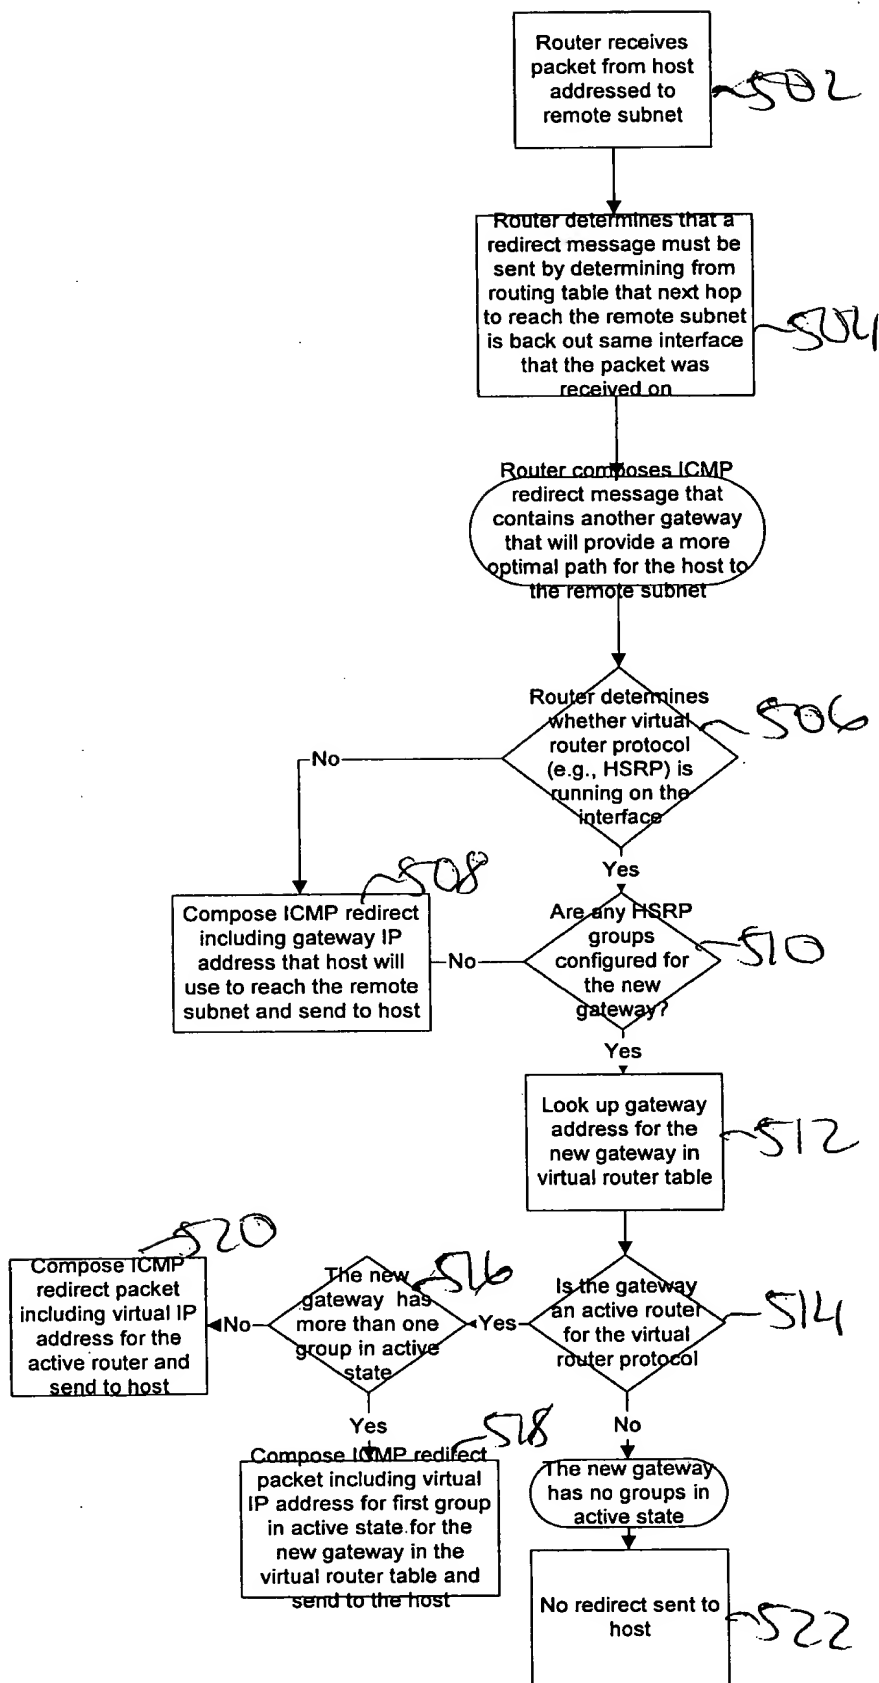 Router receives
packet from host
addressed to
remote subnet
502
Router determines that a
redirect message must be
sent by determining from
routing table that next hop
to reach the remote subnet
is back out same interface
that the packet was
received on
504
Router composes ICMP
redirect message that
contains another gateway
that will provide a more
optimal path for the host to
the remote subnet
Router determines
whether virtual
router protocol
(e.g., HSRP) is
running on the
interface
506
No
Yes
508
Compose ICMP redirect
including gateway IP
address that host will
use to reach the remote
subnet and send to host
No
Are any HSRP
groups
configured for
the new
gateway?
510
Yes
Look up gateway
address for the
new gateway in
virtual router table
512
Is the gateway
an active router
for the virtual
router protocol
514
Yes
The new
gateway has
more than one
group in active
state
516
No
520
Compose ICMP
redirect packet
including virtual IP
address for the
active router and
send to host
Yes
518
Compose ICMP redirect
packet including virtual
IP address for first group
in active state for the
new gateway in the
virtual router table and
send to the host
No
The new gateway
has no groups in
active state
No redirect sent to
host
522